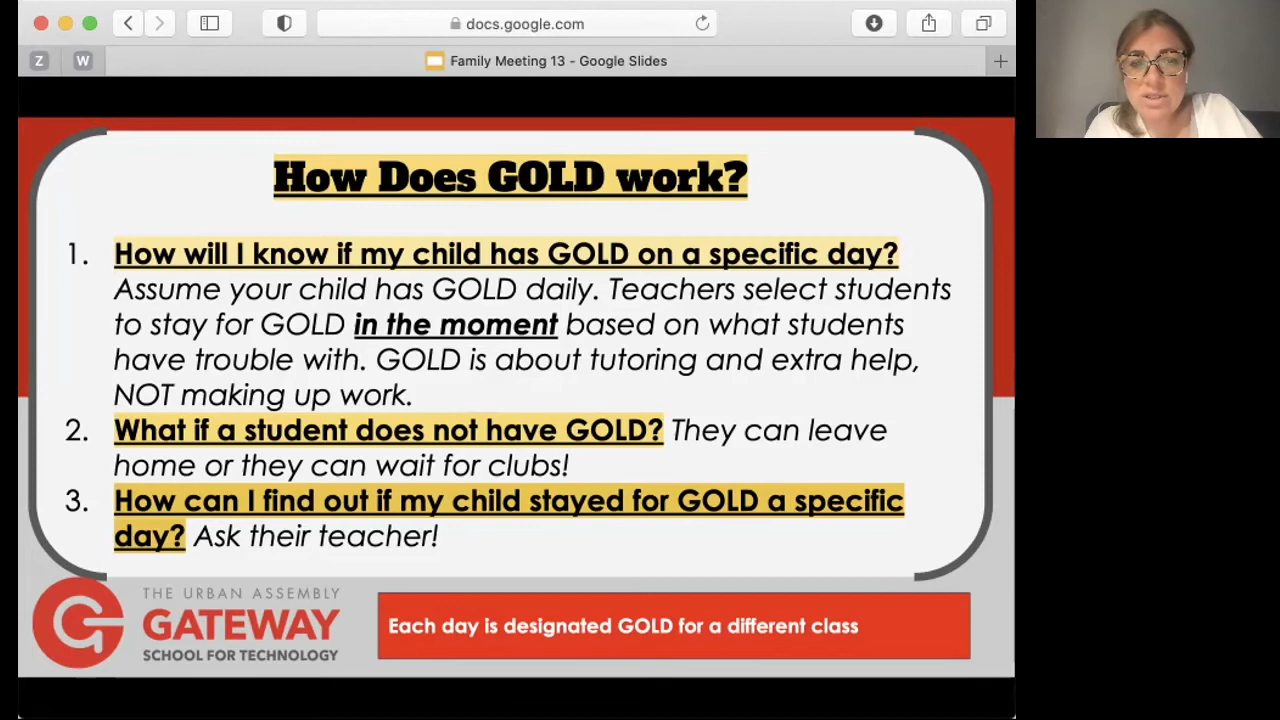 docs.google.com
Z
W
Family Meeting 13 - Google Slides
How Does GOLD work?
1. How will I know if my child has GOLD on a specific day?
Assume your child has GOLD daily. Teachers select students
to stay for GOLD in the moment based on what students
have trouble with. GOLD is about tutoring and extra help,
NOT making up work.
2. What if a student does not have GOLD? They can leave
home or they can wait for clubs!
3. How can I find out if my child stayed for GOLD a specific
day? Ask their teacher!
THE URBAN ASSEMBLY
GATEWAY
SCHOOL FOR TECHNOLOGY
Each day is designated GOLD for a different class